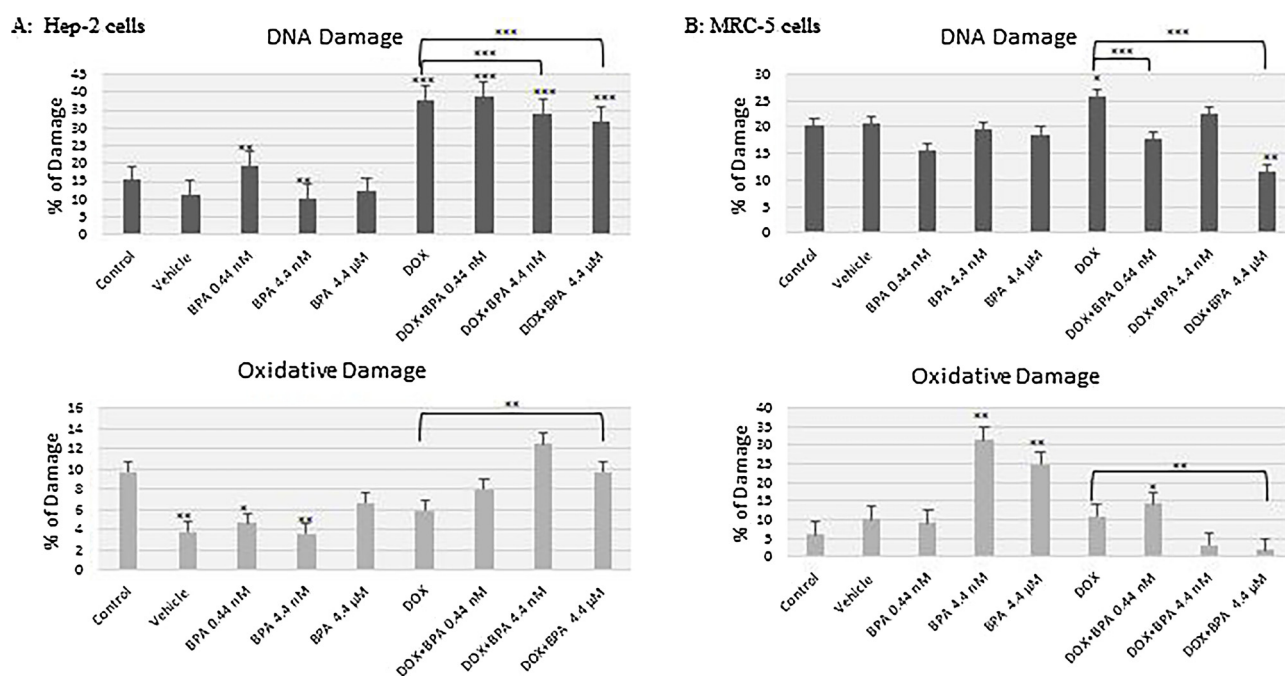 A: Hep-2 cells
DNA Damage
***
***
***
***
***
***
**
**
% of Damage
45
40
35
30
25
20
15
10
5
0
Control
Vehicle
BPA 0.44 nM
BPA 4.4 nM
BPA 4.4 µM
DOX
DOX+BPA 0.44 nM
DOX+BPA 4.4 nM
DOX+BPA 4.4 µM
Oxidative Damage
**
**
*
**
% of Damage
16
14
12
10
8
6
4
2
0
Control
Vehicle
BPA 0.44 nM
BPA 4.4 nM
BPA 4.4 µM
DOX
DOX+BPA 0.44 nM
DOX+BPA 4.4 nM
DOX+BPA 4.4 µM
B: MRC-5 cells
DNA Damage
***
***
*
**
% of Damage
30
25
20
15
10
5
0
Control
Vehicle
BPA 0.44 nM
BPA 4.4 nM
BPA 4.4 µM
DOX
DOX+BPA 0.44 nM
DOX+BPA 4.4 nM
DOX+BPA 4.4 µM
Oxidative Damage
**
**
**
*
% of Damage
40
35
30
25
20
15
10
5
0
Control
Vehicle
BPA 0.44 nM
BPA 4.4 nM
BPA 4.4 µM
DOX
DOX+BPA 0.44 nM
DOX+BPA 4.4 nM
DOX+BPA 4.4 µM